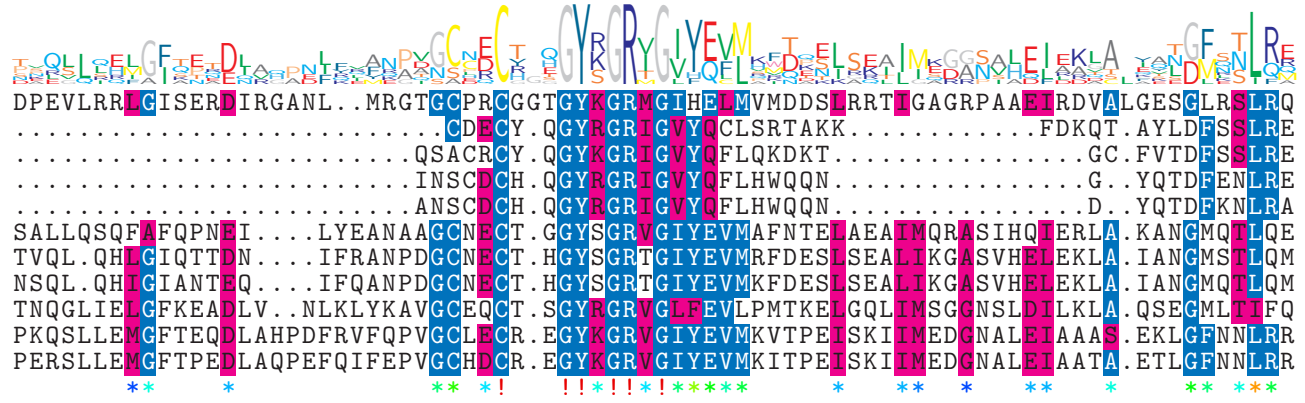 DPEVLRRLGISERDIRGANL..MRGTGCPRCGGTGYKGRMGIHELMVMDDSLRRTIGAGRPAAEIRDVALGESGLRSLRQ
...........................CDECY.QGYRGRIGVYQCLSRTAKK............FDKQT.AYLDFSSLRE
.........................QSACRCY.QGYKGRIGVYQFLQKDKT................GC.FVTDFSSLRE
.........................INSCDCH.QGYRGRIGVYQFLHWQQN................G..YQTDFENLRE
.........................ANSCDCH.QGYRGRIGVYQFLHWQQN................D..YQTDFKNLRA
SALLQSQFAFQPNEI....LYEANAAGCNECT.GGYSGRVGIYEVMAFNTELAEAIMQRASIHQIERLA.KANGMQTLQE
TVQL.QHLGIQTTDN....IFRANPDGCNECT.HGYSGRTGIYEVMRFDESLSEALIKGASVHELEKLA.IANGMSTLQM
NSQL.QHIGIANTEQ....IFQANPDGCNECT.HGYSGRTGIYEVMKFDESLSEALIKGASVHELEKLA.IANGMQTLQM
TNQGLIELGFKEADLV..NLKLYKAVGCEQCT.SGYRGRVGLFEVLPMTKELGQLIMSGGNSLDILKLA.QSEGMLTIFQ
PKQSLLEMGFTEQDLAHPDFRVFQPVGCLECR.EGYKGRVGIYEVMKVTPEISKIIMEDGNALEIAAAS.EKLGFNNLRR
PERSLLEMGFTPEDLAQPEFQIFEPVGCHDCR.EGYKGRVGIYEVMKITPEISKIIMEDGNALEIAATA.ETLGFNNLRR
** * ** *! !!*!!*!***** * ** * ** * ** ***